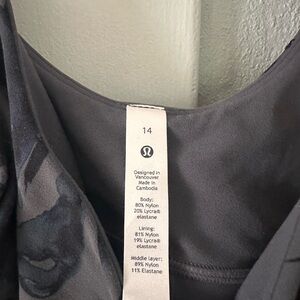 14
Designed in
Vancouver
Made in
Cambodia
Body:
80% Nylon
20% Lycra®
elastane
Lining:
81% Nylon
19% Lycra®
elastane
Middle layer:
89% Nylon
11% Elastane